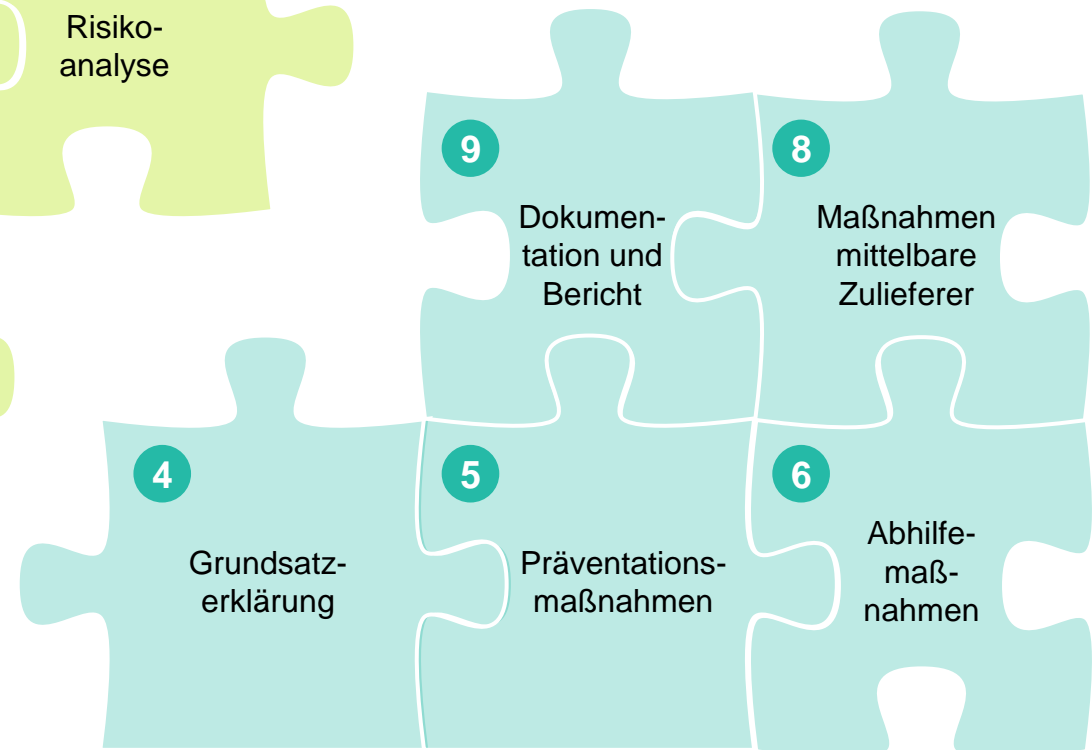 Risiko-
analyse
9
Dokumen-
tation und
Bericht
8
Maßnahmen
mittelbare
Zulieferer
4
Grundsatz-
erklärung
5
Präventations-
maßnahmen
6
Abhilfe-
maß-
nahmen